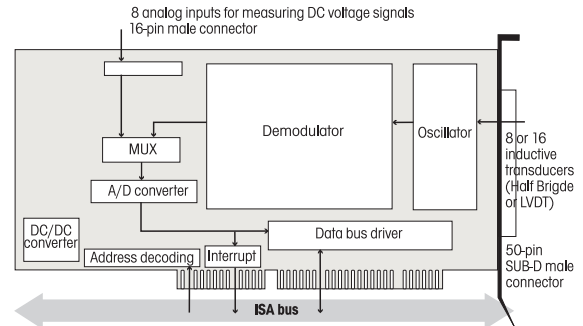 8 analog inputs for measuring DC voltage signals
16-pin male connector
Demodulator
Oscillator
MUX
A/D converter
8 or 16
inductive
transducers
(Half Brigde
or LVDT)
DC/DC
converter
Address decoding
Interrupt
Data bus driver
50-pin
SUB-D male
connector
ISA bus